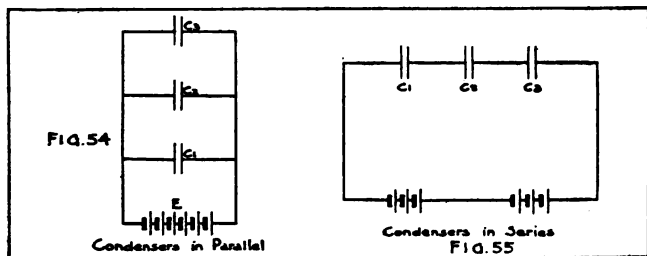 C3
C2
C1
FIG.54
E
Condensers in Parallel
C1 C2 C3
Condensers in Series
FIG.55